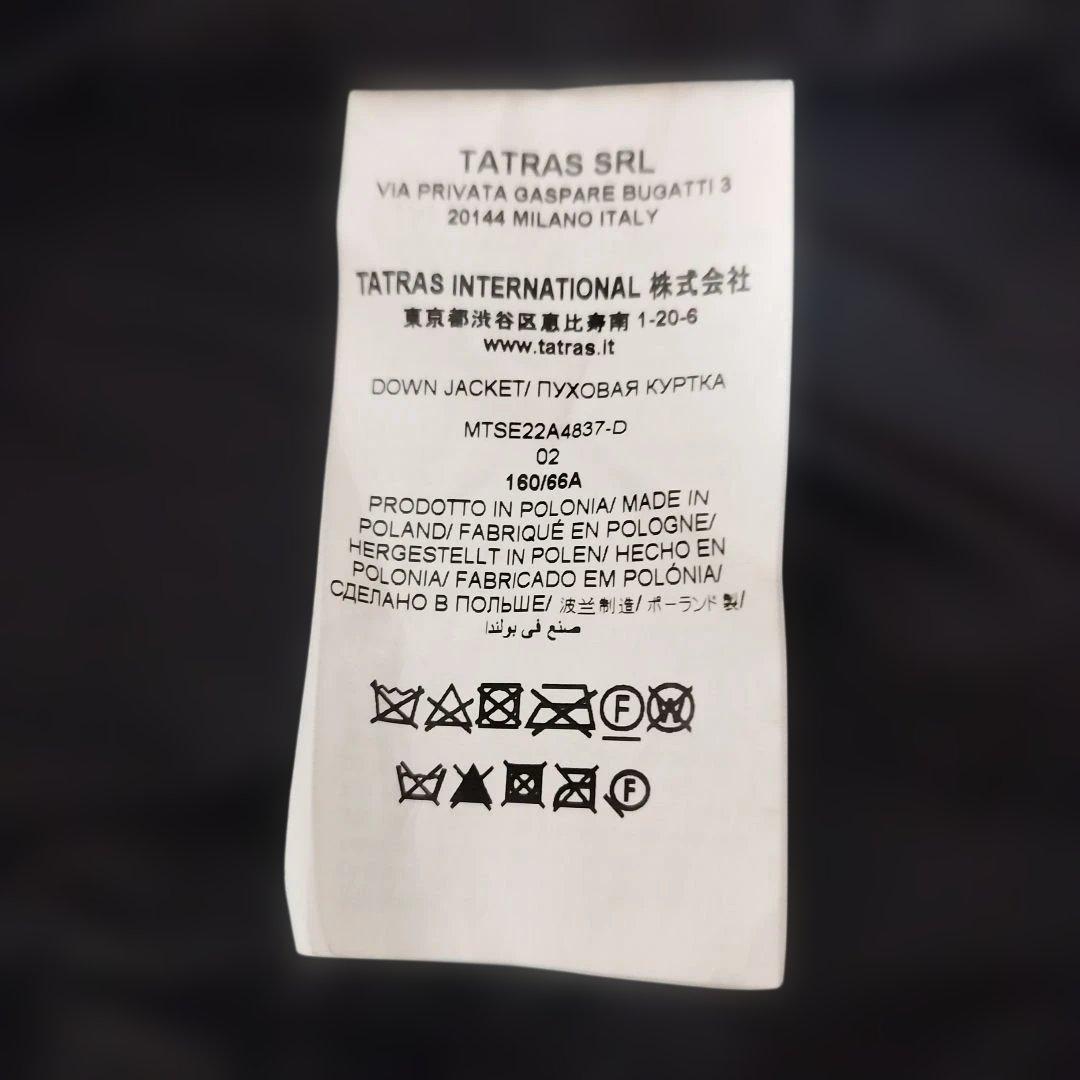 TATRAS SRL
VIA PRIVATA GASPARE BUGATTI 3
20144 MILANO ITALY
TATRAS INTERNATIONAL 株式会社
東京都渋谷区恵比寿南 1-20-6
www.tatras.it
DOWN JACKET/ ПУХОВАЯ КУРТКА
MTSE22A4837-D
02
160/66A
PRODOTTO IN POLONIA/ MADE IN
POLAND/ FABRIQUÉ EN POLOGNE/
HERGESTELLT IN POLEN/ HECHO EN
POLONIA/ FABRICADO EM POLÓNIA/
СДЕЛАНО В ПОЛЬШЕ/ 波兰制造/ ポーランド製/
صنع في بولندا
F W
F